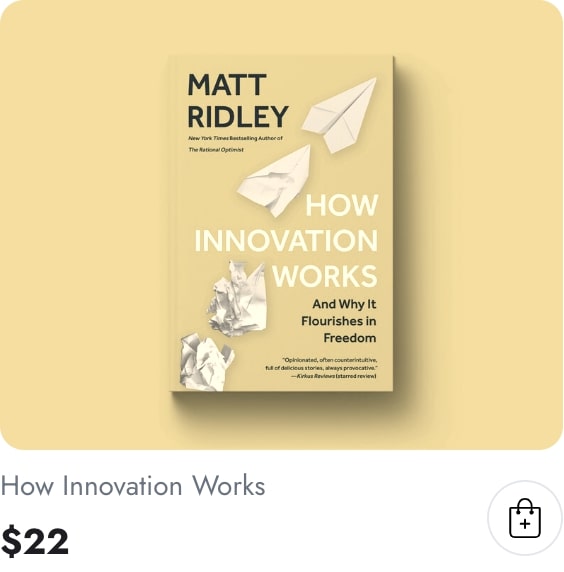 MATT
RIDLEY
New York Times Bestselling Author of
The Rational Optimist
HOW
INNOVATION
WORKS
And Why It
Flourishes in
Freedom
"Opinionated, often counterintuitive,
full of delicious stories, always provocative."
—Kirkus Reviews (starred review)
How Innovation Works
$22